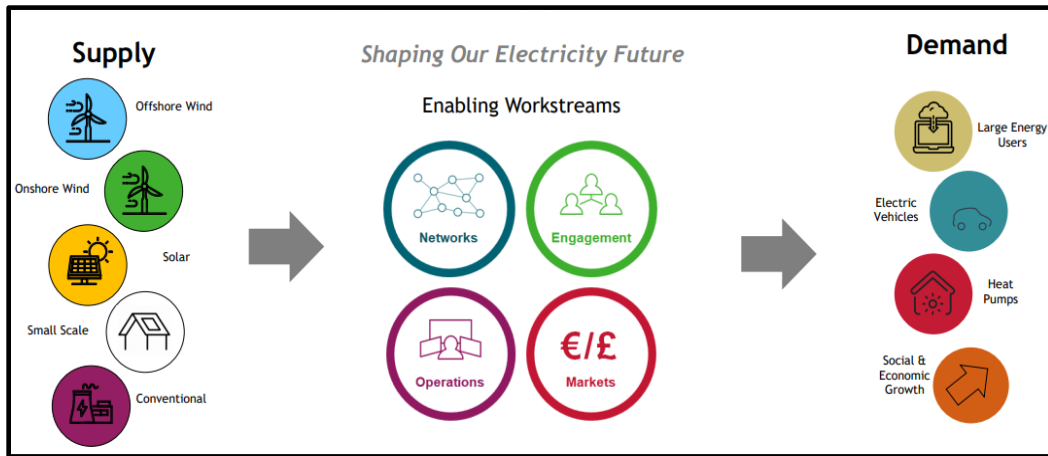 Supply
Offshore Wind
Onshore Wind
Solar
Small Scale
Conventional
Shaping Our Electricity Future
Enabling Workstreams
Networks
Engagement
Operations
€/£
Markets
Demand
Large Energy
Users
Electric
Vehicles
Heat
Pumps
Social &
Economic
Growth